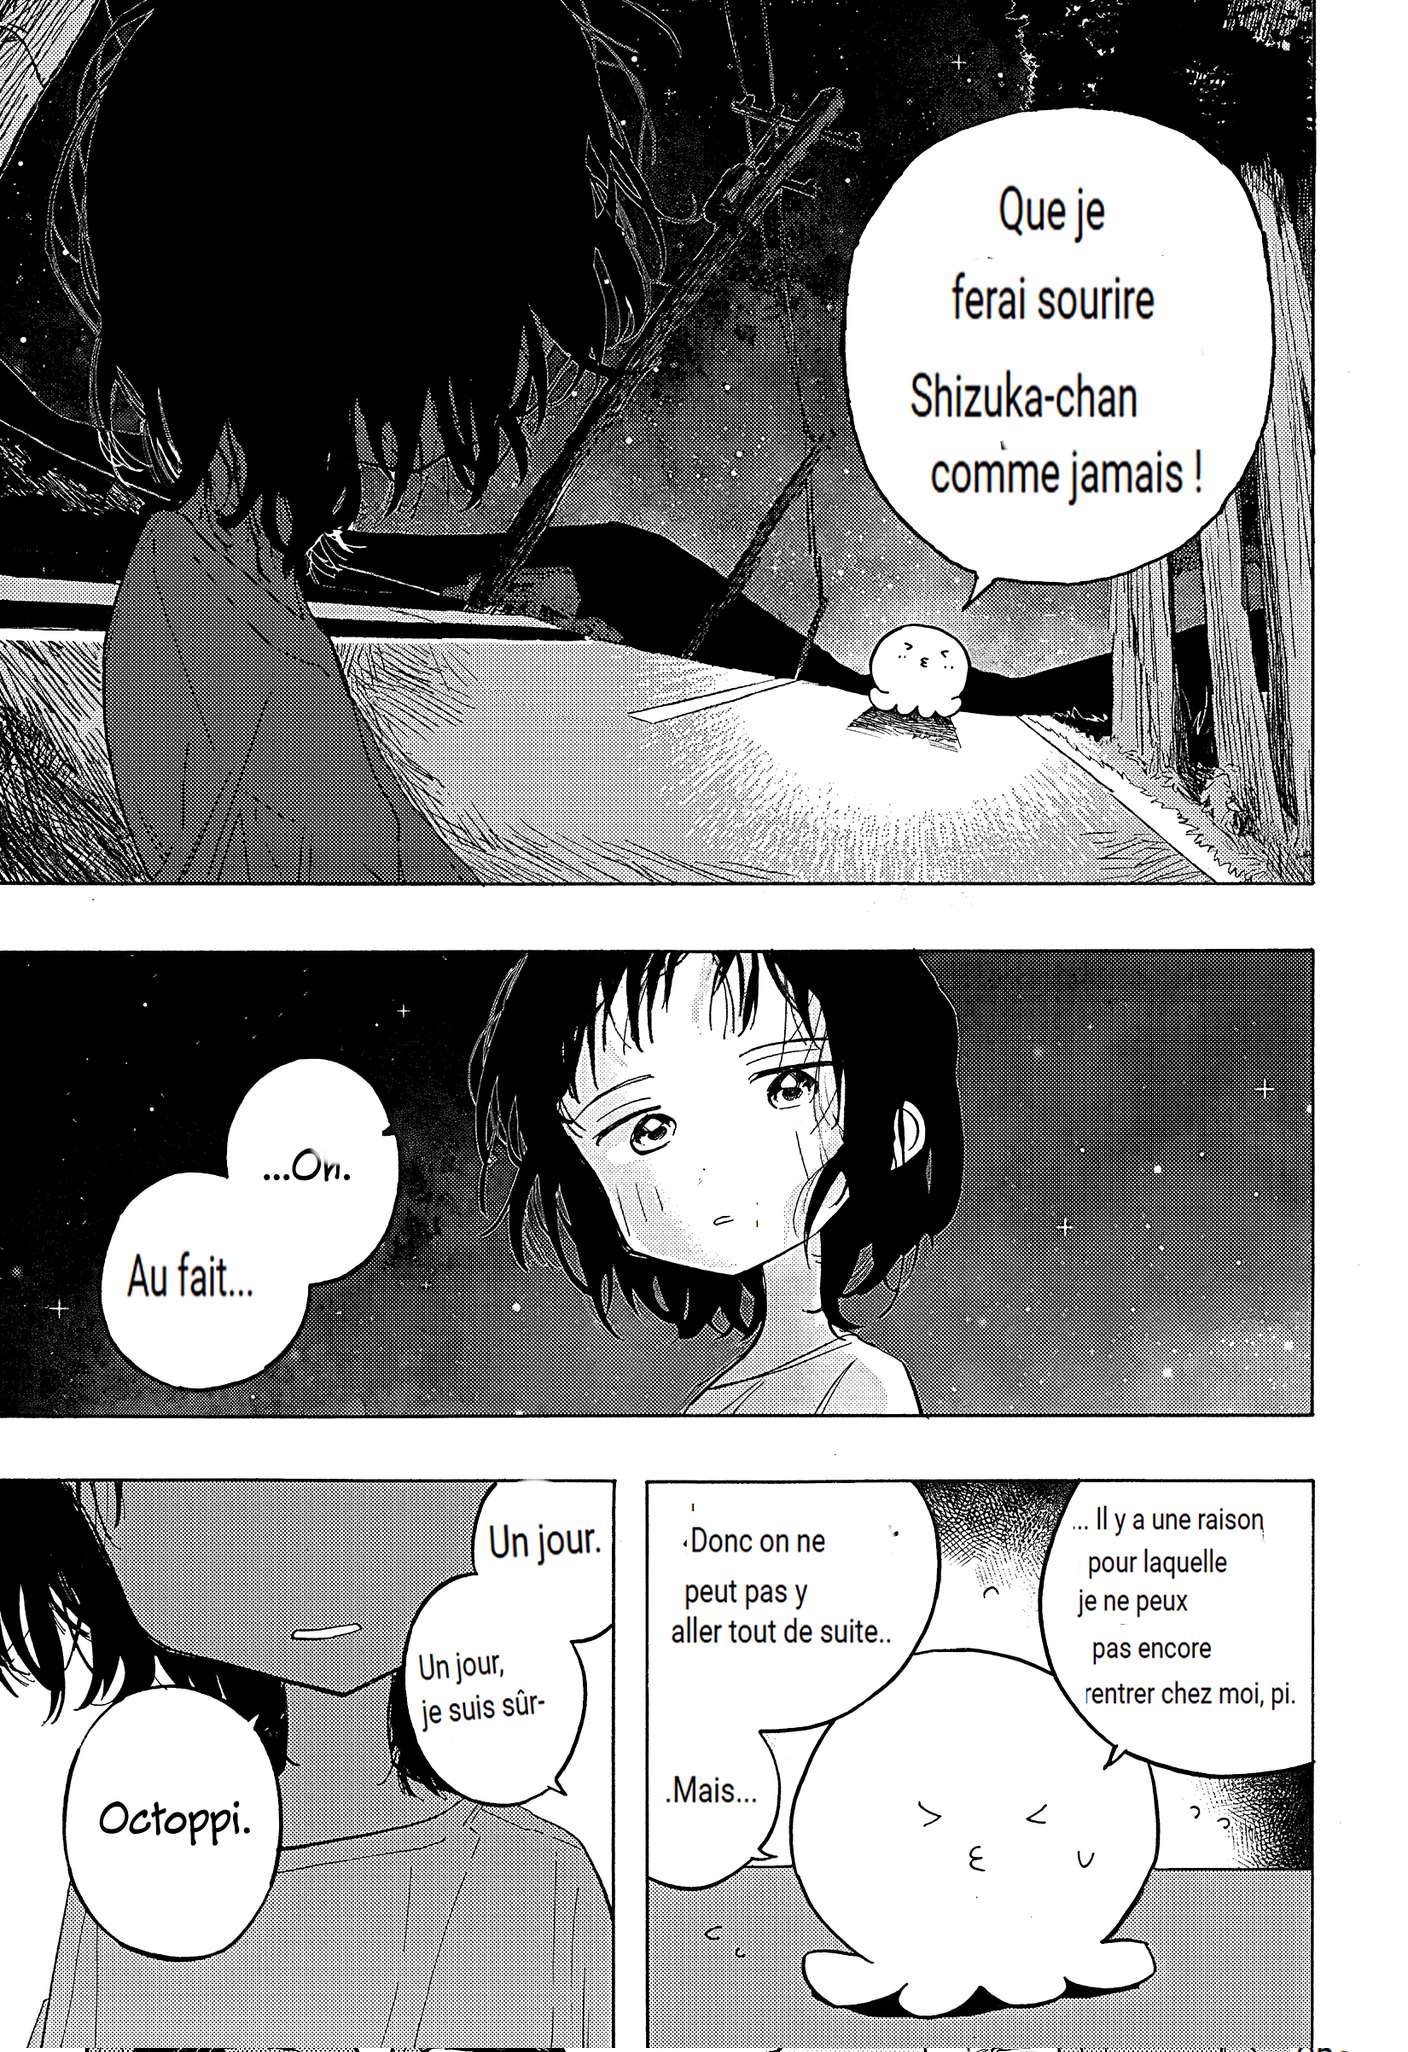 Que je
ferai sourire
Shizuka-chan
comme jamais !
...Oh.
Au fait...
... Il y a une raison
pour laquelle
je ne peux
pas encore
rentrer chez moi, pi.
Donc on ne
peut pas y
aller tout de suite..
.Mais...
Un jour.
Un jour,
je suis sûr-
Octoppi.